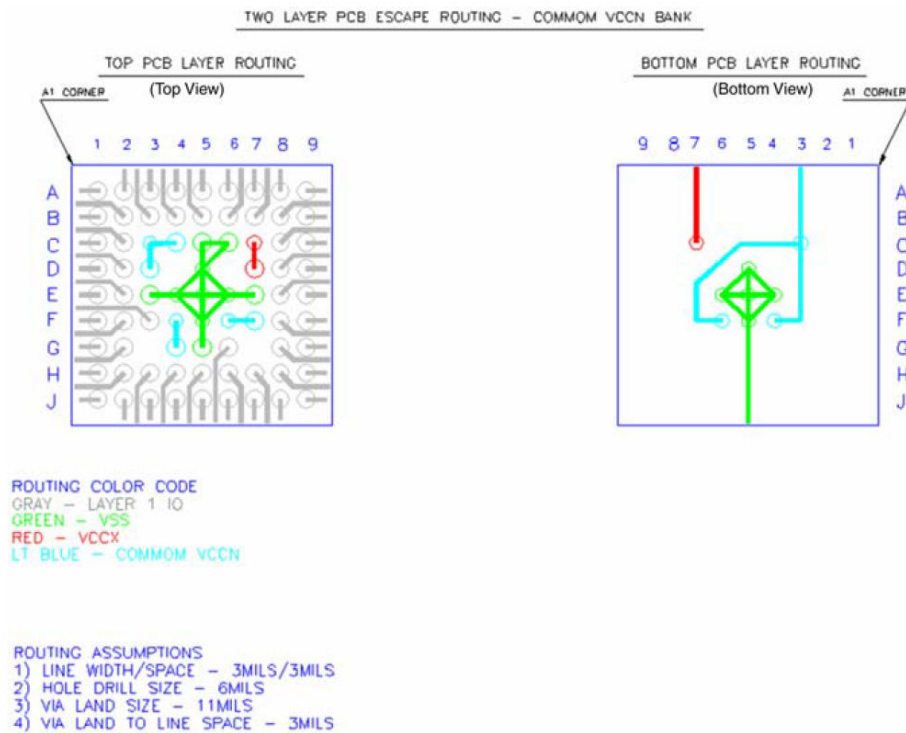 TWO LAYER PCB ESCAPE ROUTING – COMMOM VCCN BANK
TOP PCB LAYER ROUTING
(Top View)
A1 CORNER
1 2 3 4 5 6 7 8 9
A
B
C
D
E
F
G
H
J
BOTTOM PCB LAYER ROUTING
(Bottom View)
A1 CORNER
9 8 7 6 5 4 3 2 1
A
B
C
D
E
F
G
H
J
ROUTING COLOR CODE
GRAY – LAYER 1 IO
GREEN – VSS
RED – VCCX
LT BLUE – COMMOM VCCN
ROUTING ASSUMPTIONS
1) LINE WIDTH/SPACE – 3MILS/3MILS
2) HOLE DRILL SIZE – 6MILS
3) VIA LAND SIZE – 11MILS
4) VIA LAND TO LINE SPACE – 3MILS